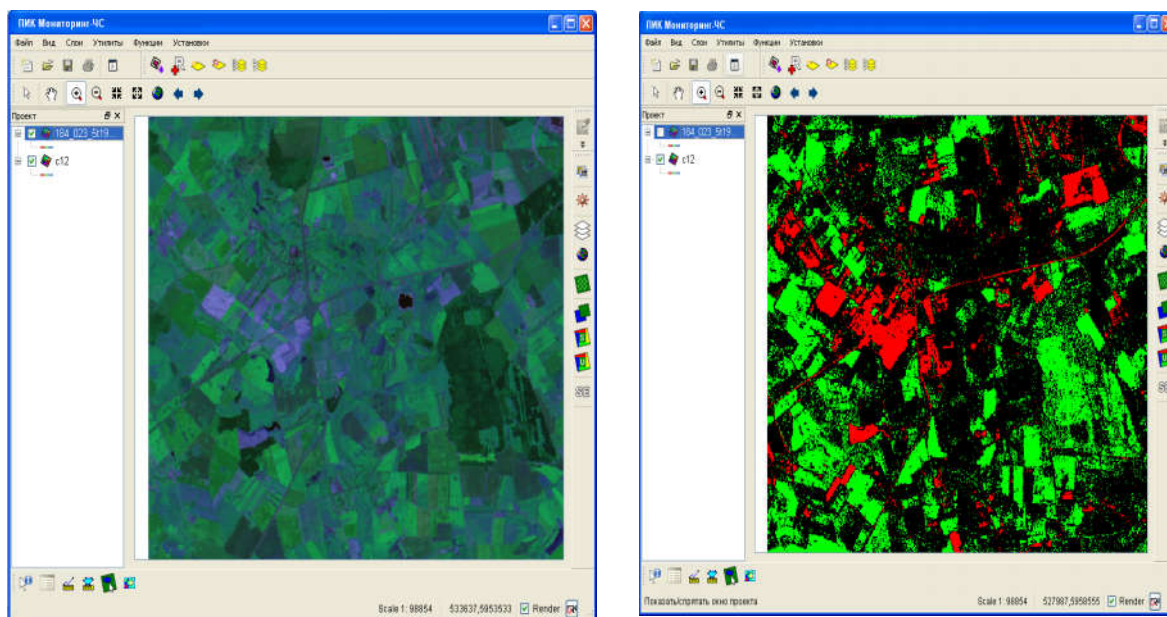 ПИК Мониторинг-ЧС
Файл Вид Слои Утилиты Функции Установки
Проект
184_023_5t19...
c12
Scale 1: 98854 533637,5953533 Render
ПИК Мониторинг-ЧС
Файл Вид Слои Утилиты Функции Установки
Проект
184_023_5t19...
c12
Показать/спрятать окно проекта
Scale 1: 98854 527987,5958555 Render